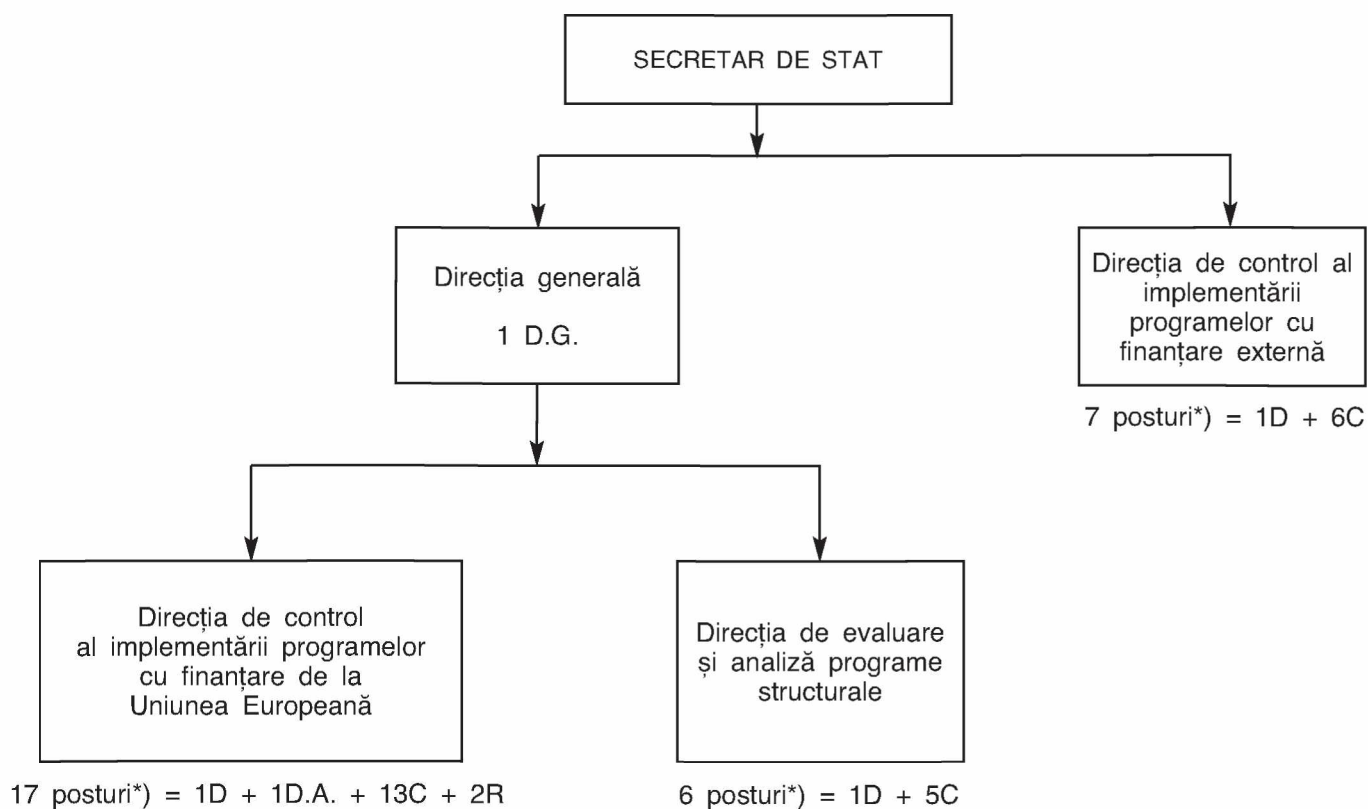 SECRETAR DE STAT
Direcția generală
1 D.G.
Direcția de control al
implementării
programelor cu
finanțare externă
7 posturi*) = 1D + 6C
Direcția de control
al implementării programelor
cu finanțare de la
Uniunea Europeană
17 posturi*) = 1D + 1D.A. + 13C + 2R
Direcția de evaluare
și analiză programe
structurale
6 posturi*) = 1D + 5C